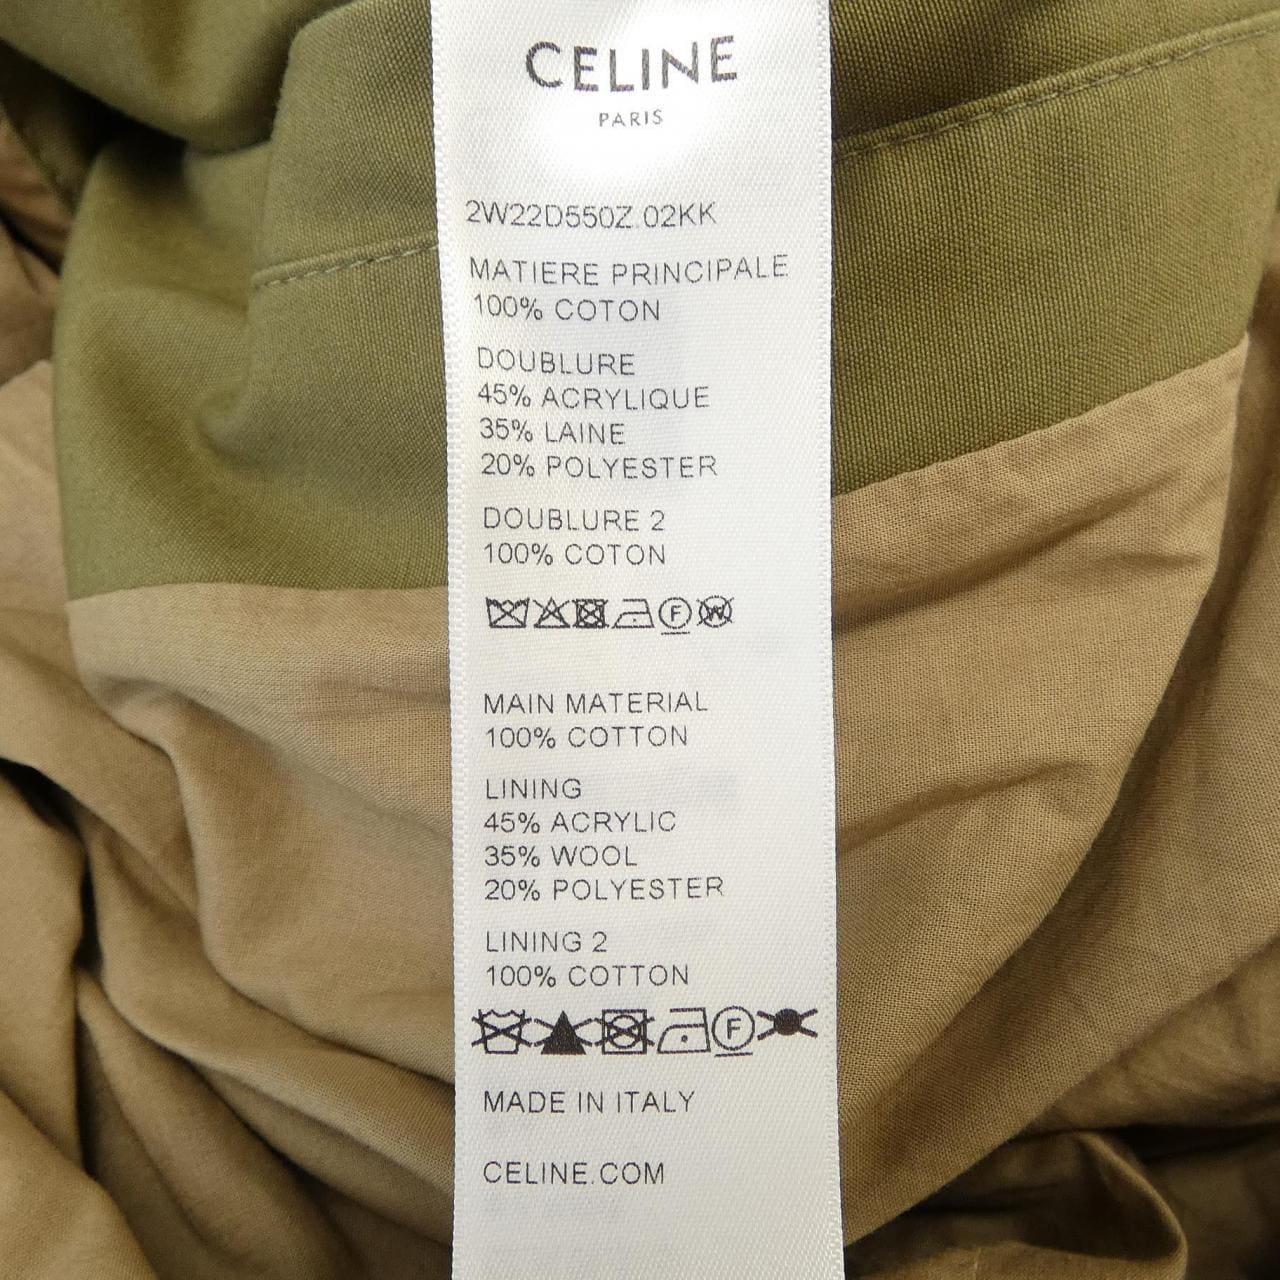 CELINE
PARIS
2W22D550Z.02KK
MATIERE PRINCIPALE
100% COTON
DOUBLURE
45% ACRYLIQUE
35% LAINE
20% POLYESTER
DOUBLURE 2
100% COTON
F W
MAIN MATERIAL
100% COTTON
LINING
45% ACRYLIC
35% WOOL
20% POLYESTER
LINING 2
100% COTTON
F
MADE IN ITALY
CELINE.COM